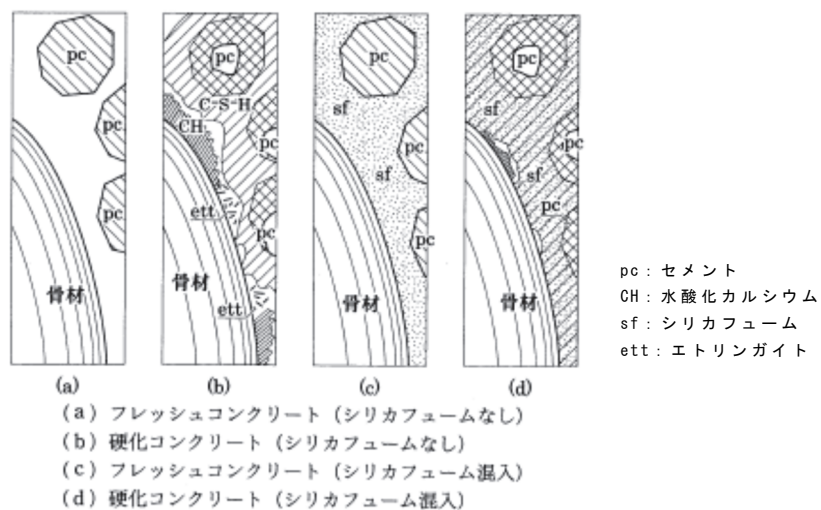 pc
pc
pc
骨材
(a)
pc
C-S-H
CH
pc
ett
pc
骨材
ett
(b)
pc
sf
pc
sf
pc
骨材
(c)
pc
sf
pc
sf
pc
骨材
(d)
pc：セメント
CH：水酸化カルシウム
sf：シリカフューム
ett：エトリンガイト
(a) フレッシュコンクリート（シリカフュームなし）
(b) 硬化コンクリート（シリカフュームなし）
(c) フレッシュコンクリート（シリカフューム混入）
(d) 硬化コンクリート（シリカフューム混入）